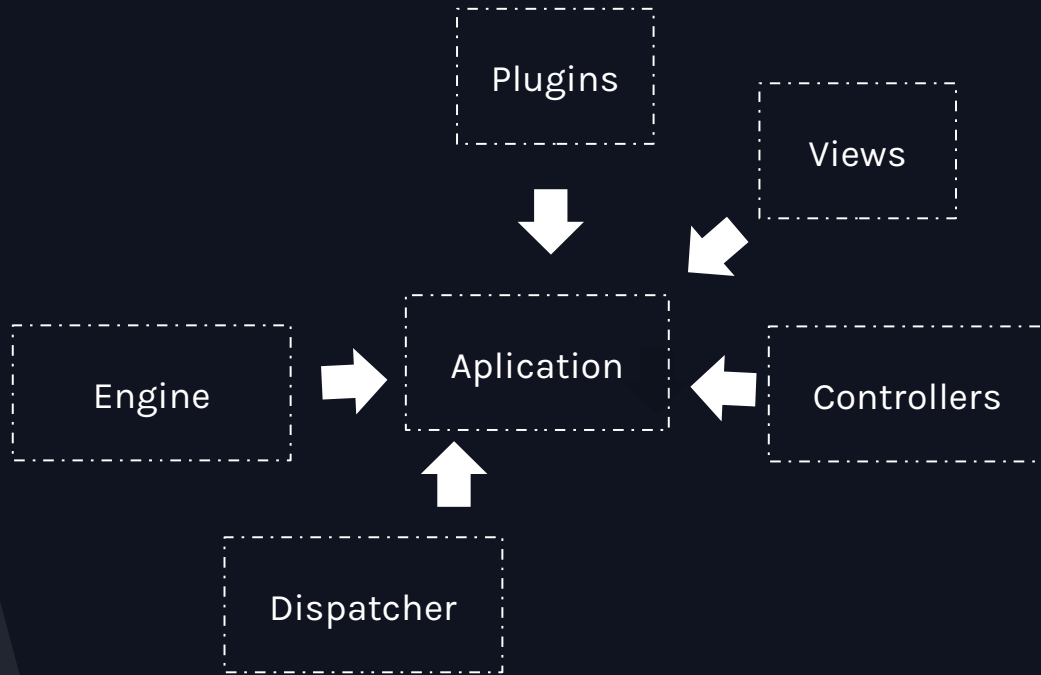 Plugins
Views
Aplication
Engine
Controllers
Dispatcher